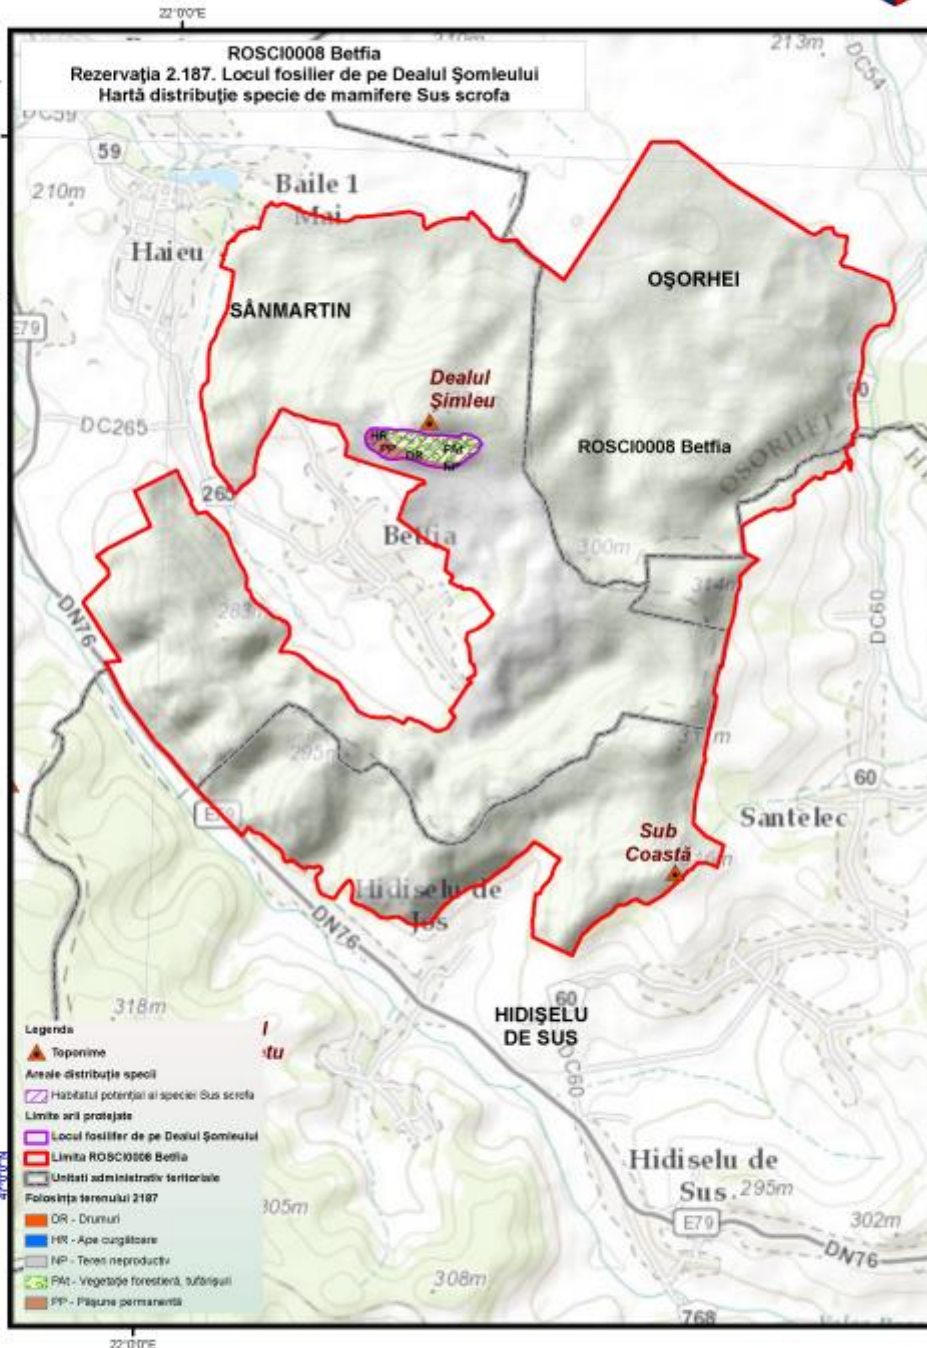 22°0'0"E
ROSCI0008 Betfia
Rezervația 2.187. Locul fosilier de pe Dealul Șomleului
Hartă distribuție specie de mamifere Sus scrofa
213m
DC54
DC59
59
210m
Baile 1
Mai
Haieu
OȘORHEI
SÂNMARTIN
E79
Dealul
Șimleu
60
DC265
HR
PP
DR
PAt
NP
ROSCI0008 Betfia
OSORHEI
265
Betfia
300m
314m
283m
DN76
DC60
295m
60
Santelec
Sub
Coastă
Hidiselu de
Jos
DN76
318m
60
HIDIȘELU
DE SUS
DC60
Legenda
Toponime
Areale distribuție specii
Habitatul potențial al speciei Sus scrofa
Limite arii protejate
Locul fosilifer de pe Dealul Șomleului
Limita ROSCI0008 Betfia
Unitati administrativ teritoriale
Folosința terenului 2187
DR - Drumuri
HR - Ape curgătoare
NP - Teren neproductiv
PAt - Vegetație forestieră, tufărișuri
PP - Pășune permanentă
Hidiselu de
Sus
295m
305m
E79
302m
DN76
308m
768
22°0'0"E